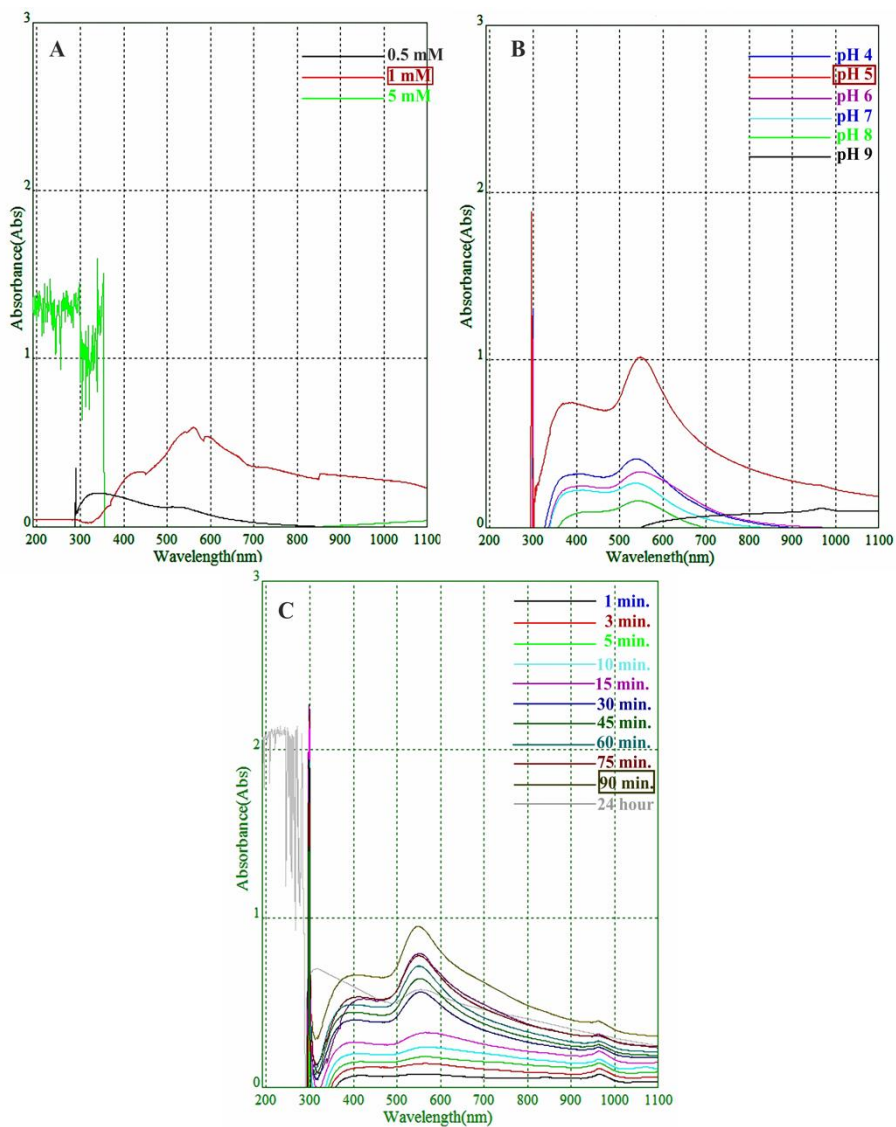 A
0.5 mM
1 mM
5 mM
3
2
1
0
Absorbance(Abs)
200 300 400 500 600 700 800 900 1000 1100
Wavelength(nm)
B
pH 4
pH 5
pH 6
pH 7
pH 8
pH 9
3
2
1
0
Absorbance(Abs)
200 300 400 500 600 700 800 900 1000 1100
Wavelength(nm)
C
1 min.
3 min.
5 min.
10 min.
15 min.
30 min.
45 min.
60 min.
75 min.
90 min.
24 hour
3
2
1
0
Absorbance(Abs)
200 300 400 500 600 700 800 900 1000 1100
Wavelength(nm)